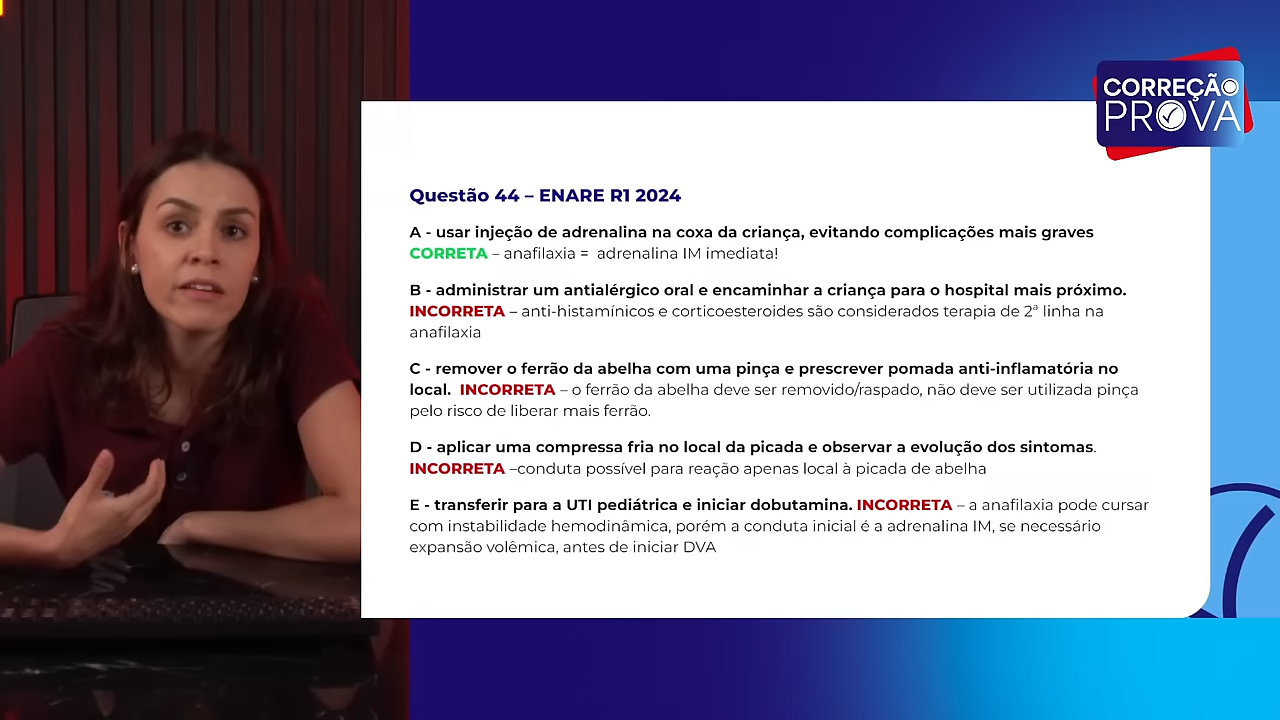 CORREÇÃO
PROVA
Questão 44 – ENARE R1 2024
A - usar injeção de adrenalina na coxa da criança, evitando complicações mais graves
CORRETA – anafilaxia = adrenalina IM imediata!
B - administrar um antialérgico oral e encaminhar a criança para o hospital mais próximo.
INCORRETA – anti-histamínicos e corticoesteroides são considerados terapia de 2ª linha na
anafilaxia
C - remover o ferrão da abelha com uma pinça e prescrever pomada anti-inflamatória no
local. INCORRETA – o ferrão da abelha deve ser removido/raspado, não deve ser utilizada pinça
pelo risco de liberar mais ferrão.
D - aplicar uma compressa fria no local da picada e observar a evolução dos sintomas.
INCORRETA –conduta possível para reação apenas local à picada de abelha
E - transferir para a UTI pediátrica e iniciar dobutamina. INCORRETA – a anafilaxia pode cursar
com instabilidade hemodinâmica, porém a conduta inicial é a adrenalina IM, se necessário
expansão volêmica, antes de iniciar DVA